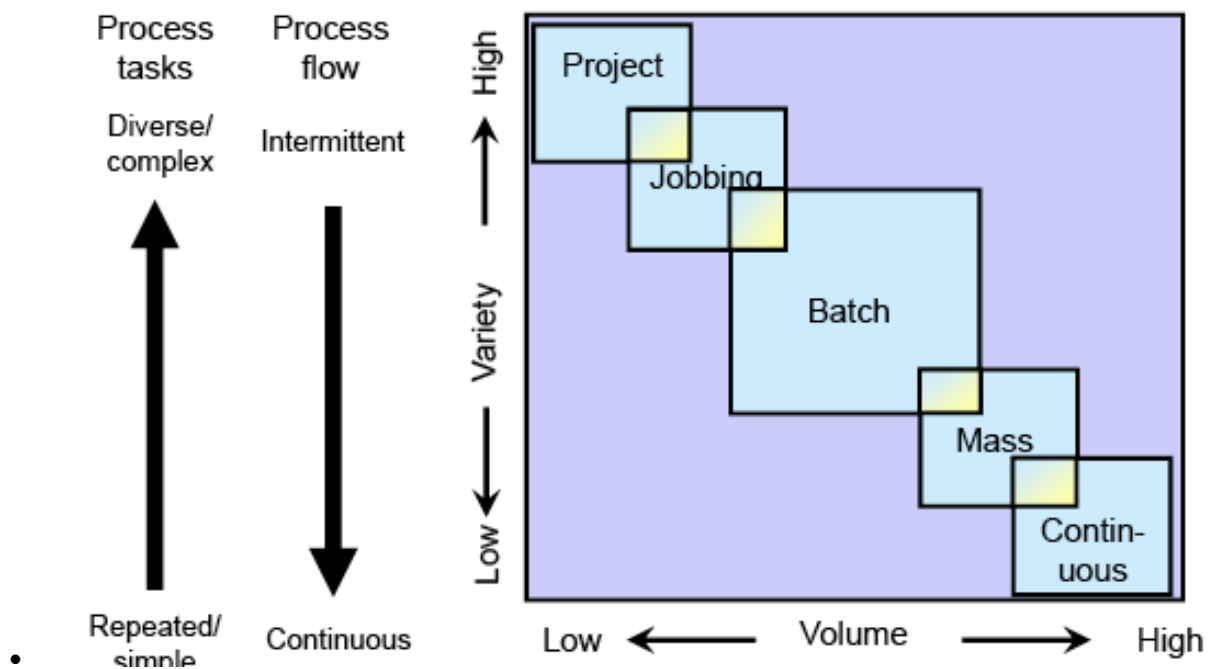 Process
tasks
Diverse/
complex
Repeated/
simple
Process
flow
Intermittent
Continuous
High
Variety
Low
Project
Jobbing
Batch
Mass
Contin-
uous
Low
Volume
High